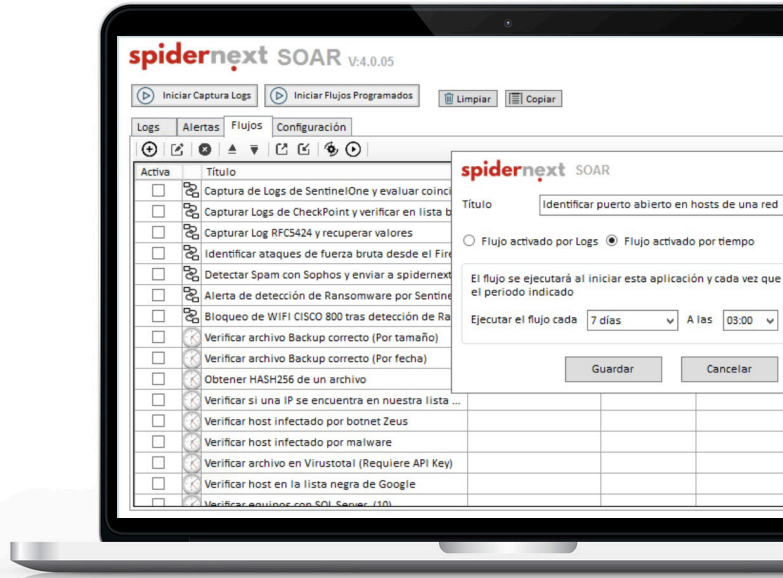 spidernext SOAR V:4.0.05
Iniciar Captura Logs Iniciar Flujos Programados Limpiar Copiar
Logs Alertas Flujos Configuración
Activa Título
Captura de Logs de SentinelOne y evaluar coinci
Capturar Logs de CheckPoint y verificar en lista b
Capturar Log RFC5424 y recuperar valores
Identificar ataques de fuerza bruta desde el Fire
Detectar Spam con Sophos y enviar a spidernext
Alerta de detección de Ransomware por Sentine
Bloqueo de WIFI CISCO 800 tras detección de Ra
Verificar archivo Backup correcto (Por tamaño)
Verificar archivo Backup correcto (Por fecha)
Obtener HASH256 de un archivo
Verificar si una IP se encuentra en nuestra lista ...
Verificar host infectado por botnet Zeus
Verificar host infectado por malware
Verificar archivo en Virustotal (Requiere API Key)
Verificar host en la lista negra de Google
Verificar equipos con SQL Server (10)
spidernext SOAR
Título Identificar puerto abierto en hosts de una red
Flujo activado por Logs Flujo activado por tiempo
El flujo se ejecutará al iniciar esta aplicación y cada vez que
el periodo indicado
Ejecutar el flujo cada 7 días A las 03:00
Guardar Cancelar